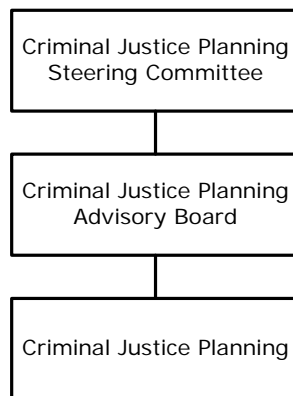 Criminal Justice Planning
Steering Committee
Criminal Justice Planning
Advisory Board
Criminal Justice Planning